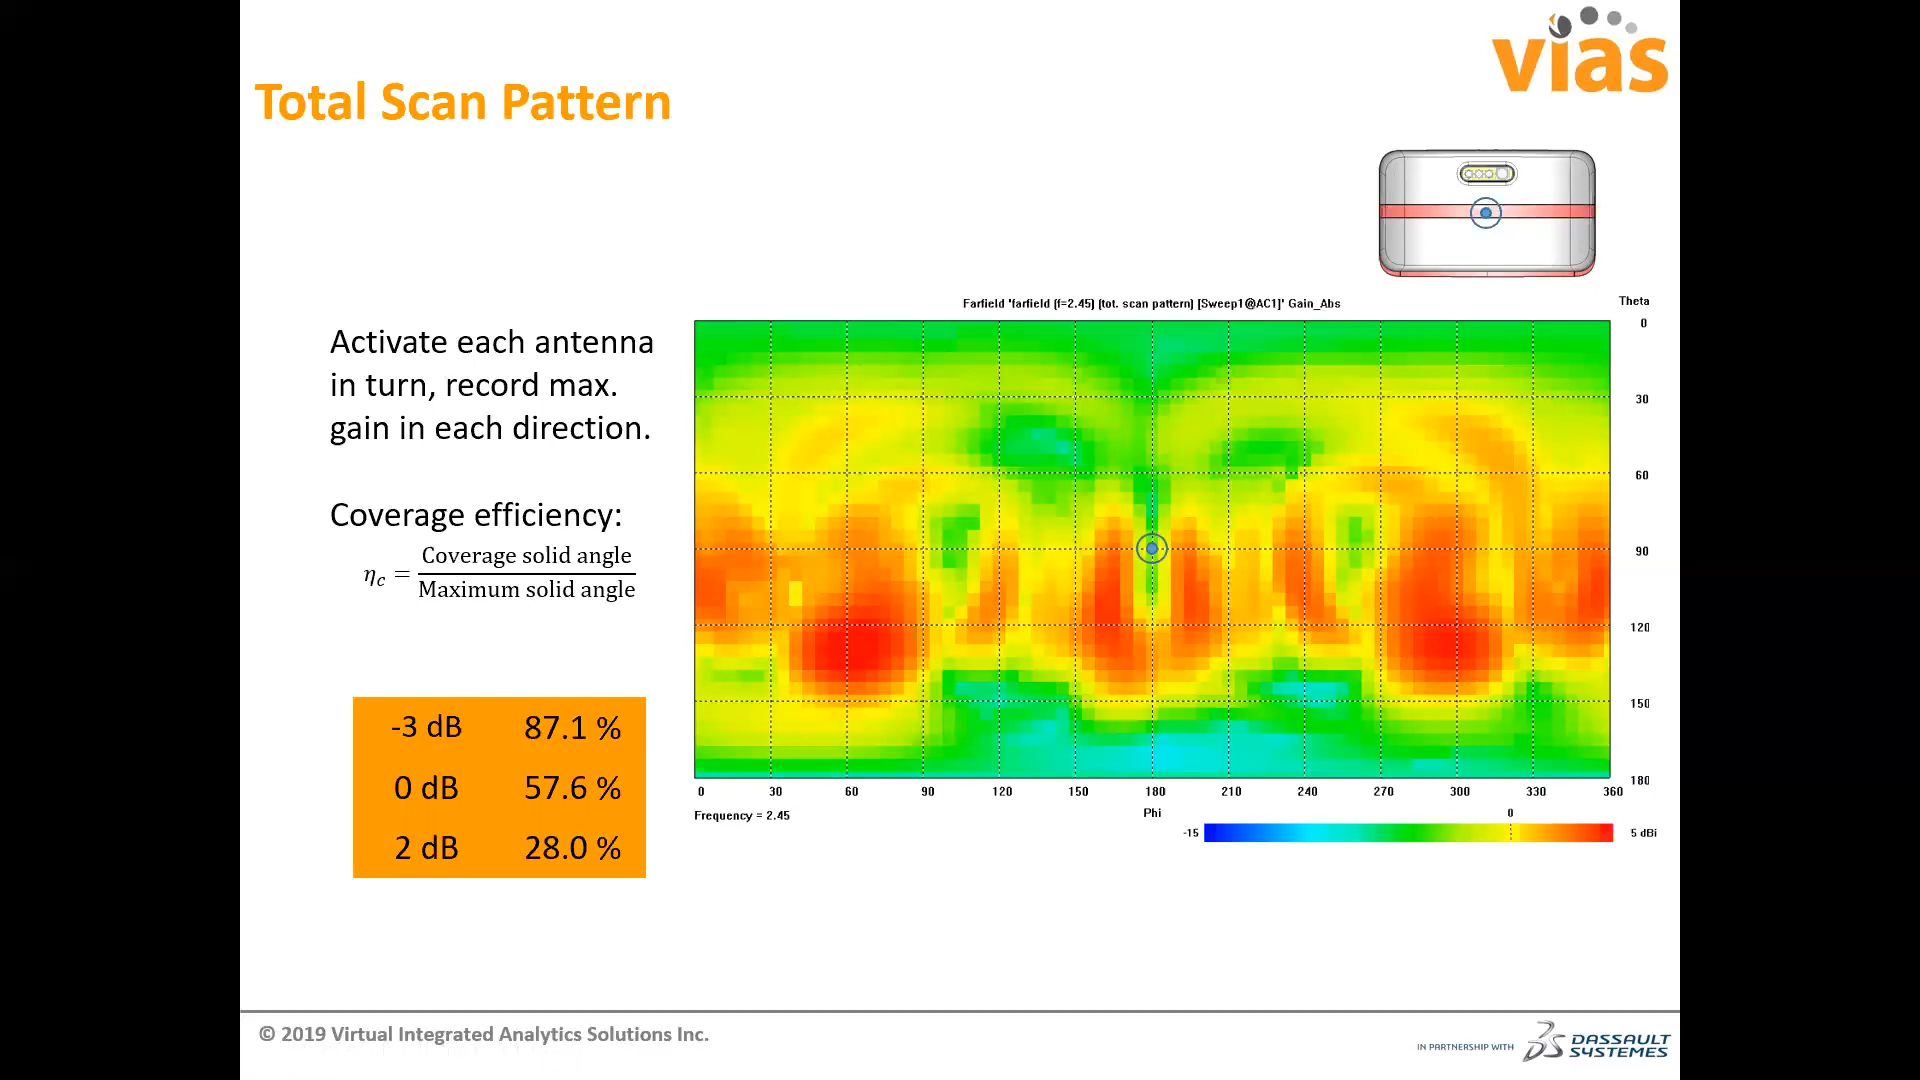 vias
Total Scan Pattern
Farfield 'farfield (f=2.45) (tot. scan pattern) [Sweep1@AC1]' Gain_Abs
Theta
Activate each antenna
in turn, record max.
gain in each direction.
Coverage efficiency:
ηc = Coverage solid angle
Maximum solid angle
-3 dB 87.1 %
0 dB 57.6 %
2 dB 28.0 %
0
30
60
90
120
150
180
0 30 60 90 120 150 180 210 240 270 300 330 360
Frequency = 2.45
Phi
0
-15
5 dBi
© 2019 Virtual Integrated Analytics Solutions Inc.
IN PARTNERSHIP WITH
DASSAULT
SYSTEMES